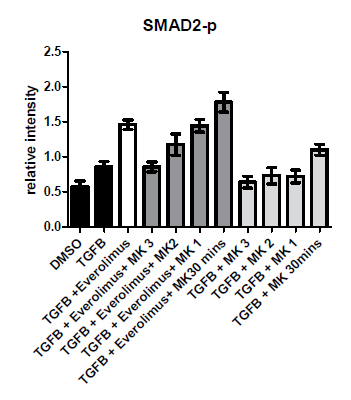 SMAD2-p
relative intensity
2.5
2.0
1.5
1.0
0.5
0.0
DMSO
TGFB
TGFB +Everolimus
TGFB + Everolimus+ MK 3
TGFB + Everolimus+ MK2
TGFB + Everolimus+ MK 1
TGFB + Everolimus+ MK30 mins
TGFB + MK 3
TGFB + MK 2
TGFB + MK 1
TGFB + MK 30mins